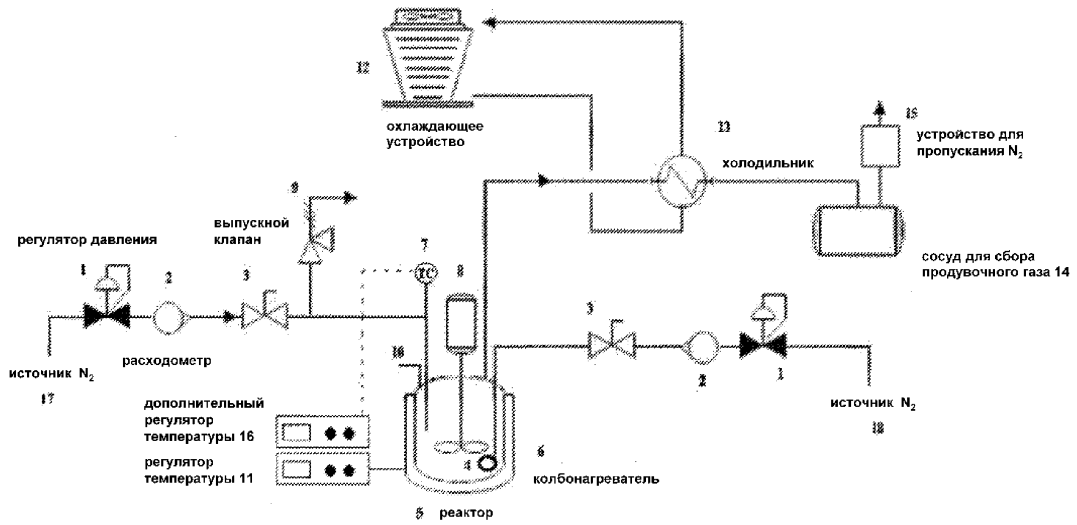 12
охлаждающее
устройство
13
холодильник
15
устройство для
пропускания N2
сосуд для сбора
продувочного газа 14
9
выпускной
клапан
регулятор давления
1
2
3
7
TC
8
расходометр
источник N2
17
3
2
1
источник N2
18
10
дополнительный
регулятор
температуры 16
регулятор
температуры 11
4
6
колбонагреватель
5 реактор